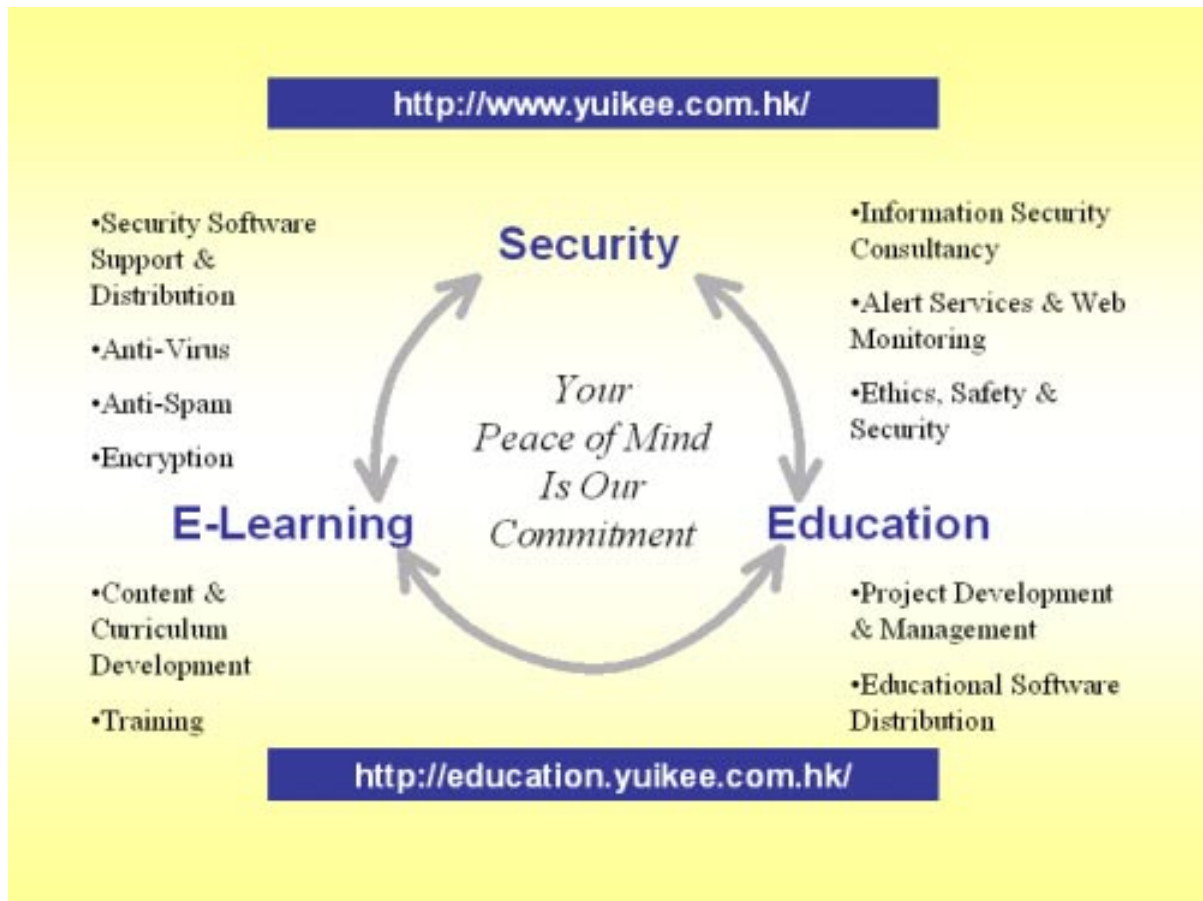 http://www.yuikee.com.hk/
•Security Software
Support &
Distribution
•Anti-Virus
•Anti-Spam
•Encryption
Security
•Information Security
Consultancy
•Alert Services & Web
Monitoring
•Ethics, Safety &
Security
Your
Peace of Mind
Is Our
Commitment
E-Learning
Education
•Content &
Curriculum
Development
•Training
•Project Development
& Management
•Educational Software
Distribution
http://education.yuikee.com.hk/